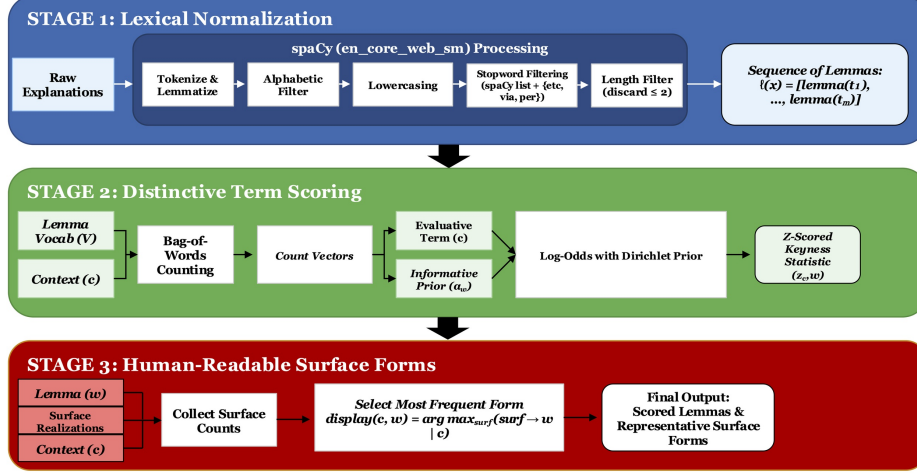 STAGE 1: Lexical Normalization
spaCy (en_core_web_sm) Processing
Raw
Explanations
Tokenize &
Lemmatize
Alphabetic
Filter
Lowercasing
Stopword Filtering
(spaCy list + {etc,
via, per})
Length Filter
(discard ≤ 2)
Sequence of Lemmas:
ℓ(x) = [lemma(t₁),
..., lemma(tₘ)]
STAGE 2: Distinctive Term Scoring
Lemma
Vocab (V)
Context (c)
Bag-of-
Words
Counting
Count Vectors
Evaluative
Term (c)
Informative
Prior (α_w)
Log-Odds with Dirichlet Prior
Z-Scored
Keyness
Statistic
(z_c,w)
STAGE 3: Human-Readable Surface Forms
Lemma (w)
Surface
Realizations
Context (c)
Collect Surface
Counts
Select Most Frequent Form
display(c, w) = arg max_surf(surf → w
| c)
Final Output:
Scored Lemmas &
Representative Surface
Forms